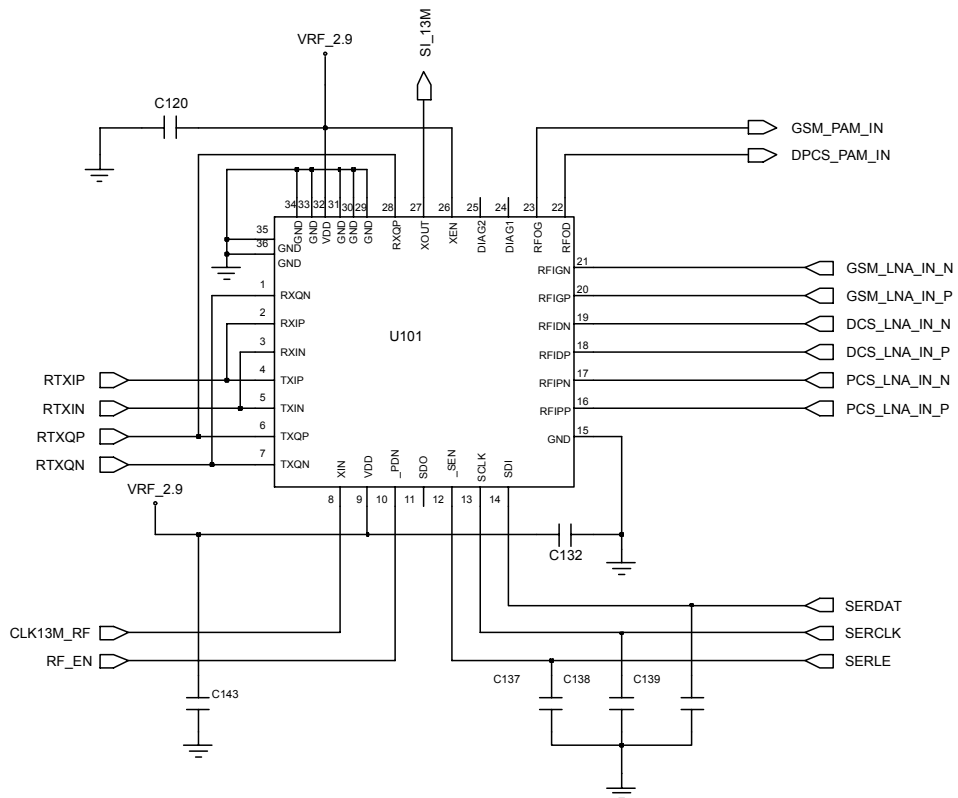 SI_13M
VRF_2.9
C120
GSM_PAM_IN
DPCS_PAM_IN
34 33 32 31 30 29 28 27 26 25 24 23 22
GND GND VDD GND GND GND RXQP XOUT XEN DIAG2 DIAG1 RFOG RFOD
35 GND
36 GND
1 RXQN
2 RXIP
3 RXIN
RTXIP 4 TXIP
RTXIN 5 TXIN
RTXQP 6 TXQP
RTXQN 7 TXQN
U101
RFIGN 21 GSM_LNA_IN_N
RFIGP 20 GSM_LNA_IN_P
RFIDN 19 DCS_LNA_IN_N
RFIDP 18 DCS_LNA_IN_P
RFIPN 17 PCS_LNA_IN_N
RFIPP 16 PCS_LNA_IN_P
GND 15
XIN VDD _PDN SDO _SEN SCLK SDI
8 9 10 11 12 13 14
VRF_2.9
C132
SERDAT
CLK13M_RF
SERCLK
RF_EN
SERLE
C143
C137
C138
C139